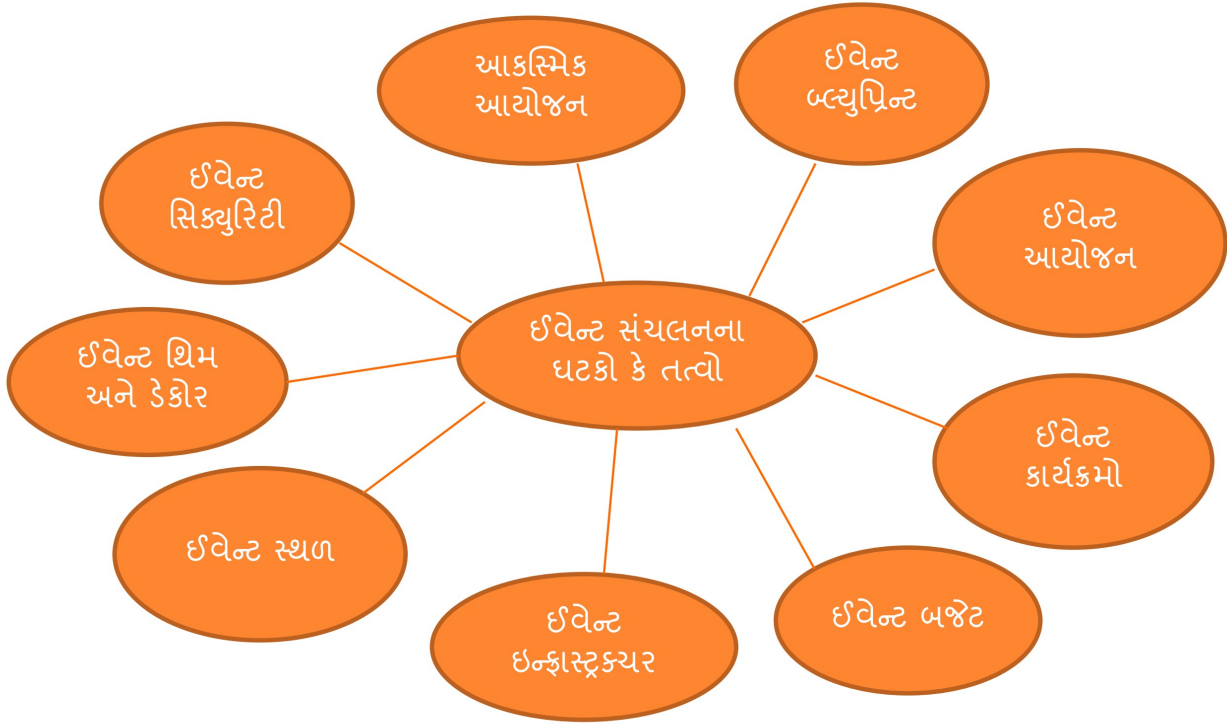 આકસ્મિક
આયોજન
ઈવેન્ટ
બ્લ્યુપ્રિન્ટ
ઈવેન્ટ
સિક્યુરિટી
ઈવેન્ટ
આયોજન
ઈવેન્ટ સંચલનના
ઘટકો કે તત્વો
ઈવેન્ટ થિમ
અને ડેકોર
ઈવેન્ટ
કાર્યક્રમો
ઈવેન્ટ સ્થળ
ઈવેન્ટ
ઇન્ફ્રાસ્ટ્રક્ચર
ઈવેન્ટ બજેટ